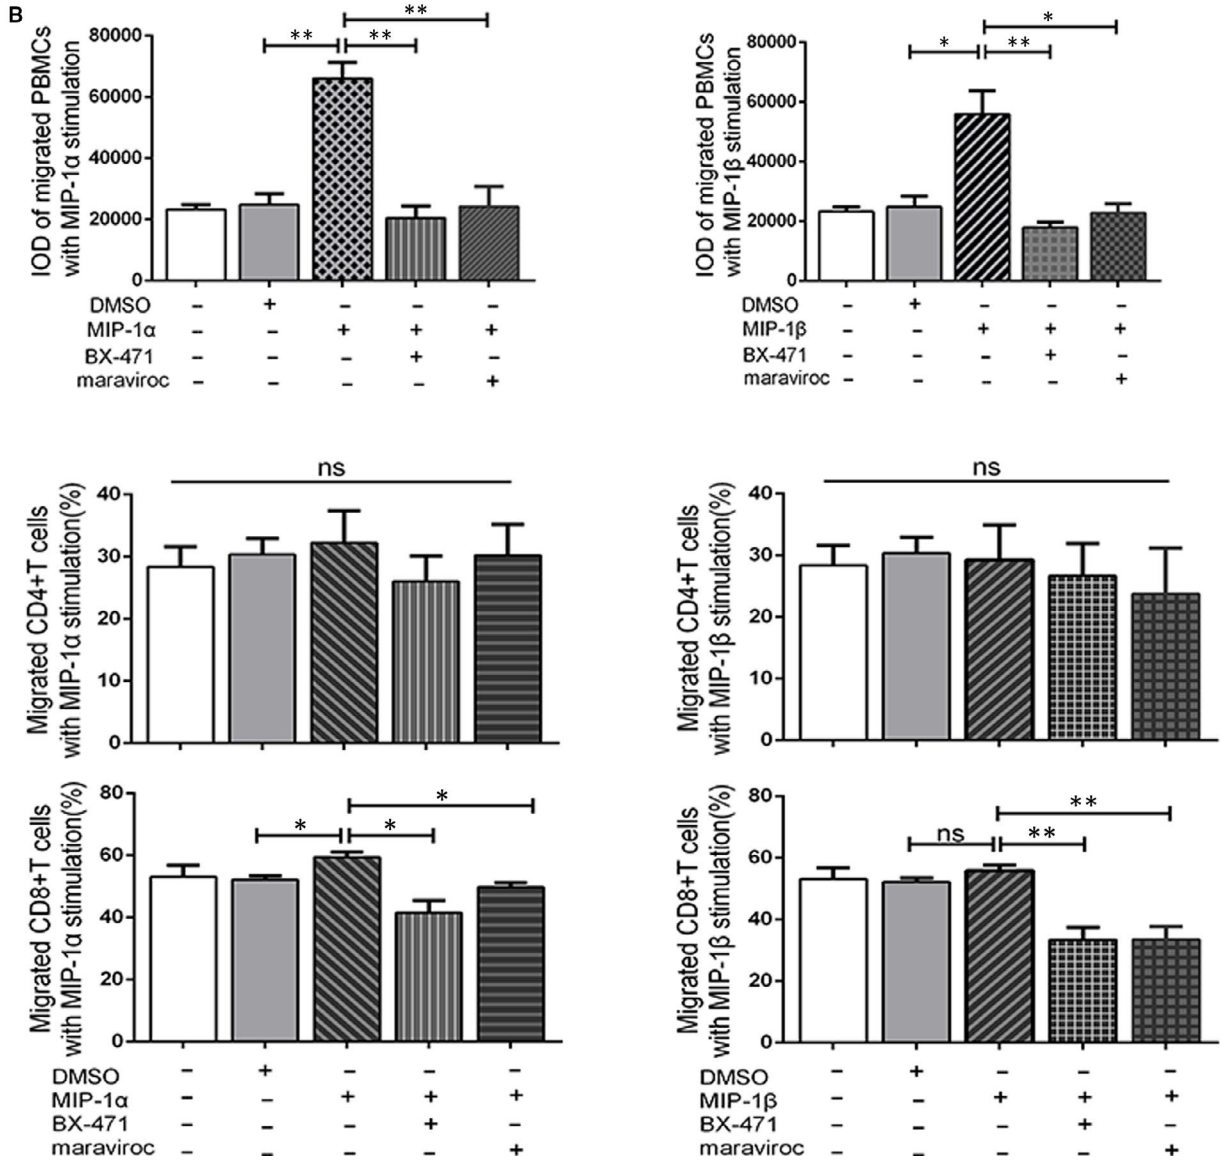 B
** 
** **
80000
60000
40000
20000
0
IOD of migrated PBMCs
with MIP-1α stimulation
DMSO – + – – –
MIP-1α – – + + +
BX-471 – – – + –
maraviroc – – – – +
*
* **
80000
60000
40000
20000
0
IOD of migrated PBMCs
with MIP-1β stimulation
DMSO – + – – –
MIP-1β – – + + +
BX-471 – – – + –
maraviroc – – – – +
ns
40
30
20
10
0
Migrated CD4+T cells
with MIP-1α stimulation(%)
ns
40
30
20
10
0
Migrated CD4+T cells
with MIP-1β stimulation(%)
*
* *
80
60
40
20
0
Migrated CD8+T cells
with MIP-1α stimulation(%)
DMSO – + – – –
MIP-1α – – + + +
BX-471 – – – + –
maraviroc – – – – +
**
ns **
80
60
40
20
0
Migrated CD8+T cells
with MIP-1β stimulation(%)
DMSO – + – – –
MIP-1β – – + + +
BX-471 – – – + –
maraviroc – – – – +